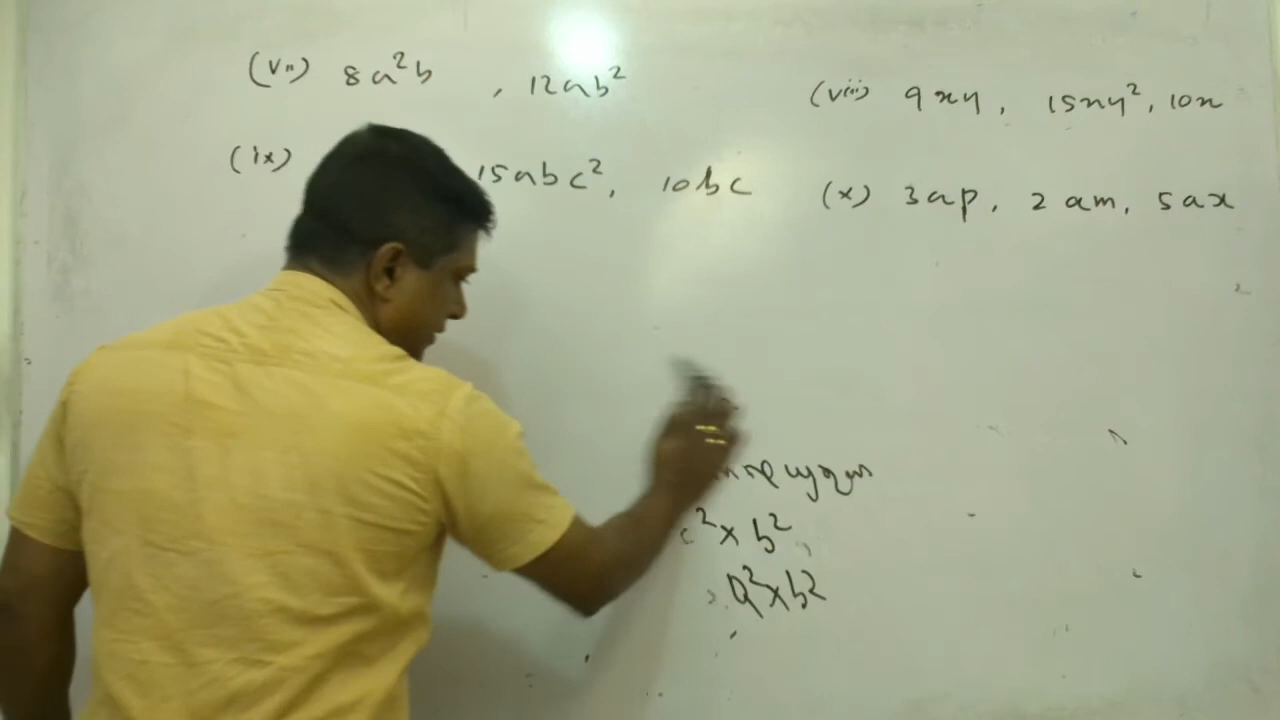 (vii) 8a²b , 12ab²
(viii) 9xy, 15xy², 10x
(ix) 15abc², 10bc
(x) 3ap, 2am, 5ax
c² x b²
a² x b²